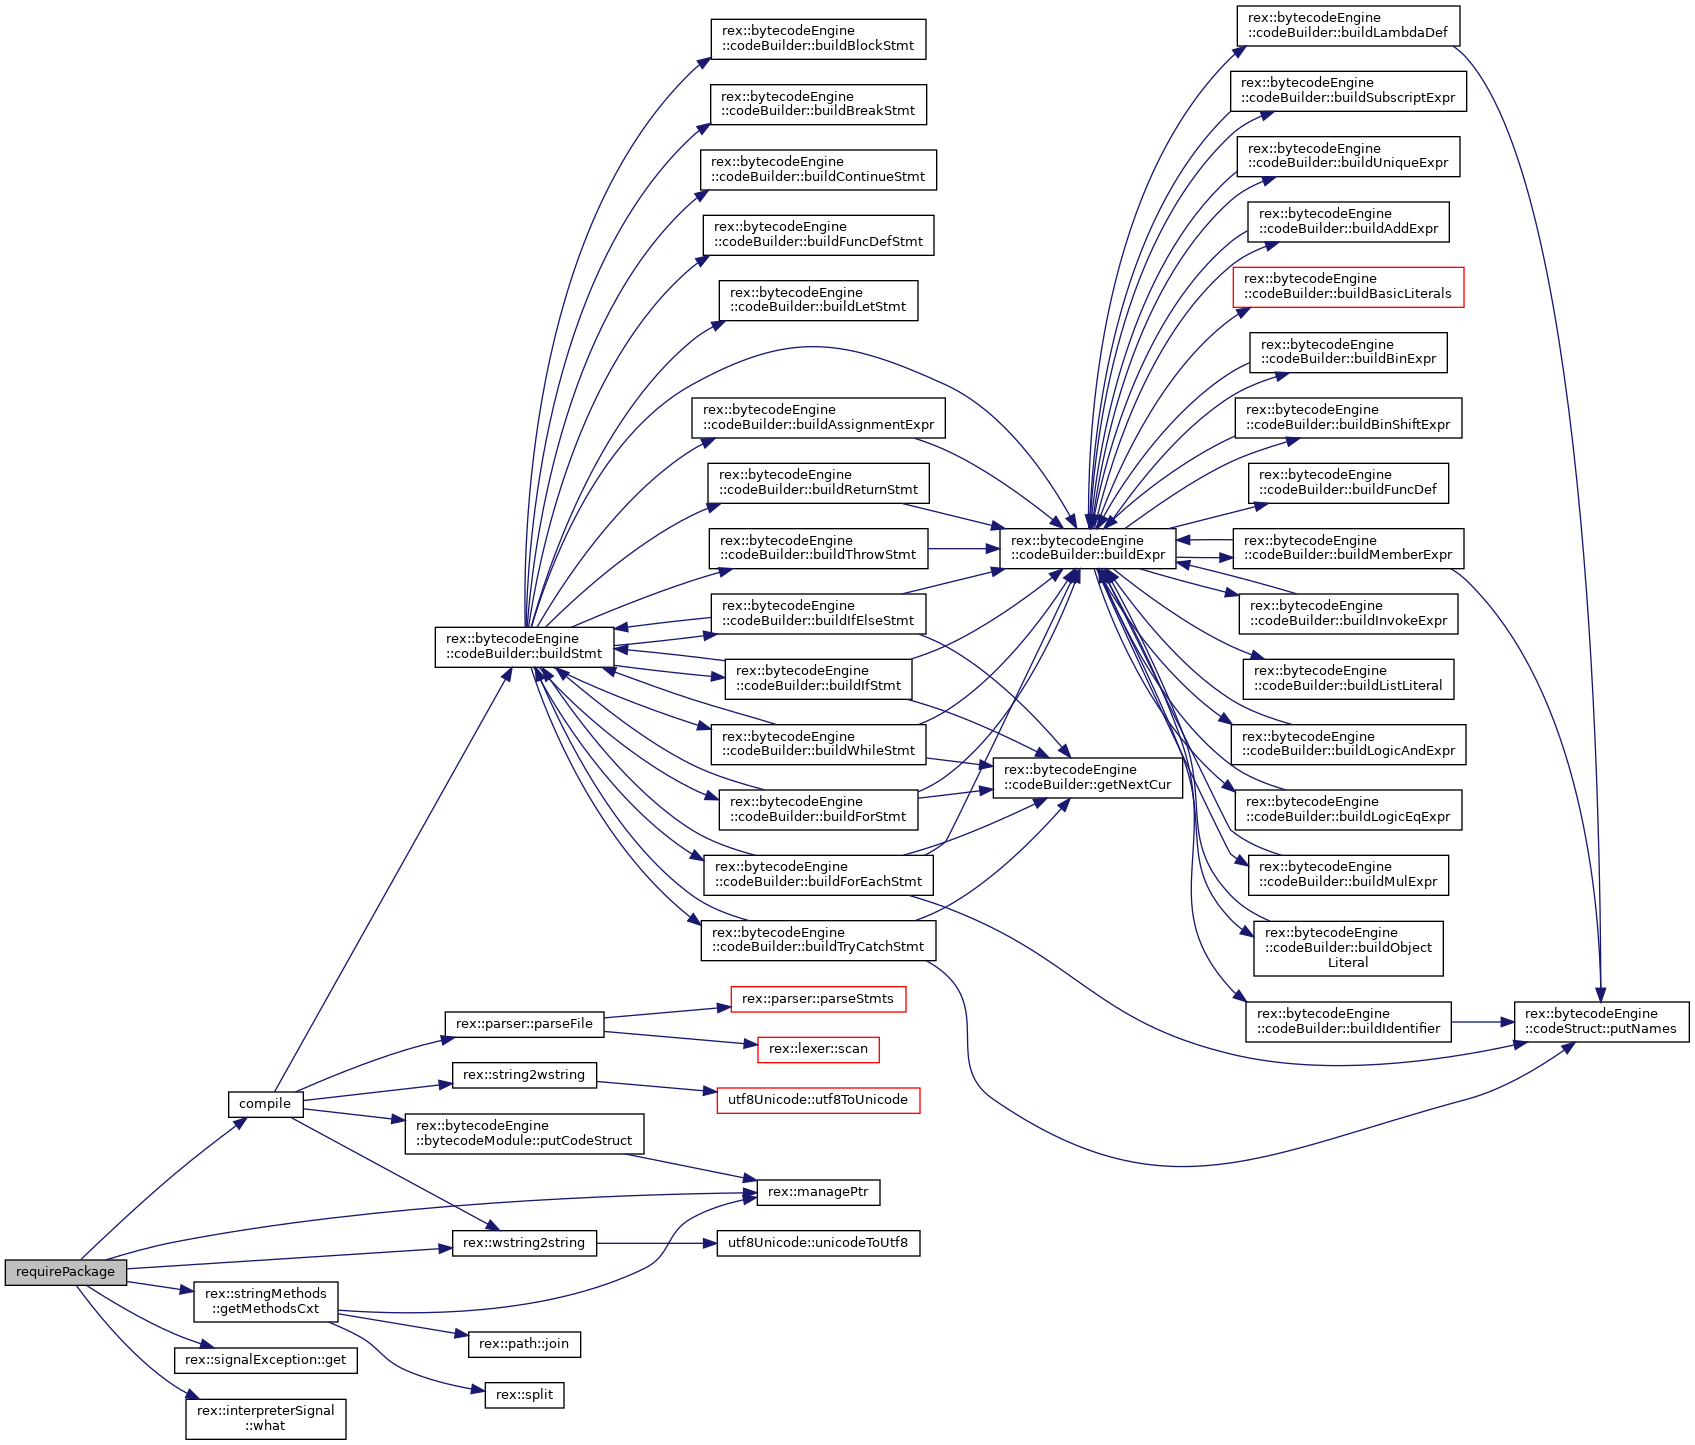 requirePackage
compile
rex::bytecodeEngine
::codeBuilder::buildStmt
rex::bytecodeEngine
::codeBuilder::buildBlockStmt
rex::bytecodeEngine
::codeBuilder::buildBreakStmt
rex::bytecodeEngine
::codeBuilder::buildContinueStmt
rex::bytecodeEngine
::codeBuilder::buildFuncDefStmt
rex::bytecodeEngine
::codeBuilder::buildLetStmt
rex::bytecodeEngine
::codeBuilder::buildAssignmentExpr
rex::bytecodeEngine
::codeBuilder::buildReturnStmt
rex::bytecodeEngine
::codeBuilder::buildThrowStmt
rex::bytecodeEngine
::codeBuilder::buildIfElseStmt
rex::bytecodeEngine
::codeBuilder::buildIfStmt
rex::bytecodeEngine
::codeBuilder::buildWhileStmt
rex::bytecodeEngine
::codeBuilder::buildForStmt
rex::bytecodeEngine
::codeBuilder::buildForEachStmt
rex::bytecodeEngine
::codeBuilder::buildTryCatchStmt
rex::bytecodeEngine
::codeBuilder::buildExpr
rex::bytecodeEngine
::codeBuilder::getNextCur
rex::bytecodeEngine
::codeBuilder::buildLambdaDef
rex::bytecodeEngine
::codeBuilder::buildSubscriptExpr
rex::bytecodeEngine
::codeBuilder::buildUniqueExpr
rex::bytecodeEngine
::codeBuilder::buildAddExpr
rex::bytecodeEngine
::codeBuilder::buildBasicLiterals
rex::bytecodeEngine
::codeBuilder::buildBinExpr
rex::bytecodeEngine
::codeBuilder::buildBinShiftExpr
rex::bytecodeEngine
::codeBuilder::buildFuncDef
rex::bytecodeEngine
::codeBuilder::buildMemberExpr
rex::bytecodeEngine
::codeBuilder::buildInvokeExpr
rex::bytecodeEngine
::codeBuilder::buildListLiteral
rex::bytecodeEngine
::codeBuilder::buildLogicAndExpr
rex::bytecodeEngine
::codeBuilder::buildLogicEqExpr
rex::bytecodeEngine
::codeBuilder::buildMulExpr
rex::bytecodeEngine
::codeBuilder::buildObject
Literal
rex::bytecodeEngine
::codeBuilder::buildIdentifier
rex::bytecodeEngine
::codeStruct::putNames
rex::parser::parseFile
rex::parser::parseStmts
rex::lexer::scan
rex::string2wstring
utf8Unicode::utf8ToUnicode
rex::bytecodeEngine
::bytecodeModule::putCodeStruct
rex::managePtr
rex::wstring2string
utf8Unicode::unicodeToUtf8
rex::stringMethods
::getMethodsCxt
rex::path::join
rex::split
rex::signalException::get
rex::interpreterSignal
::what